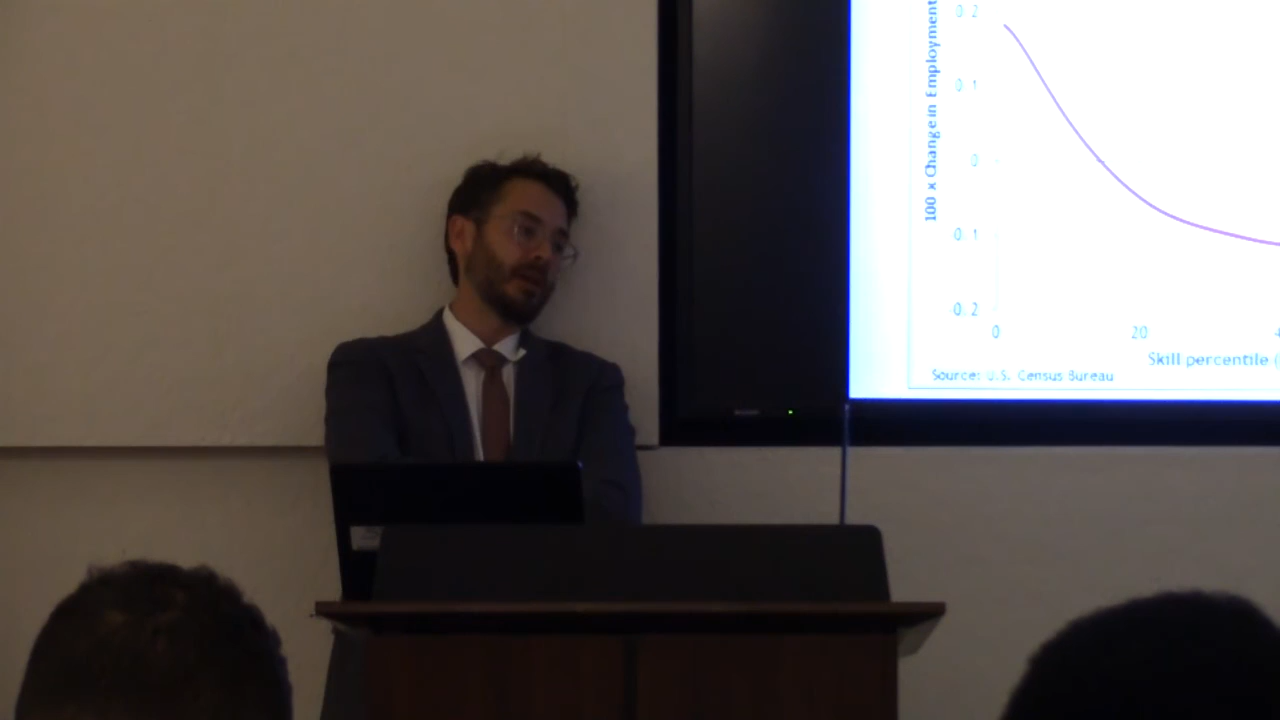 100 x Change in Employment
0.2
0.1
0
-0.1
-0.2
0
20
Skill percentile (
Source: U.S. Census Bureau